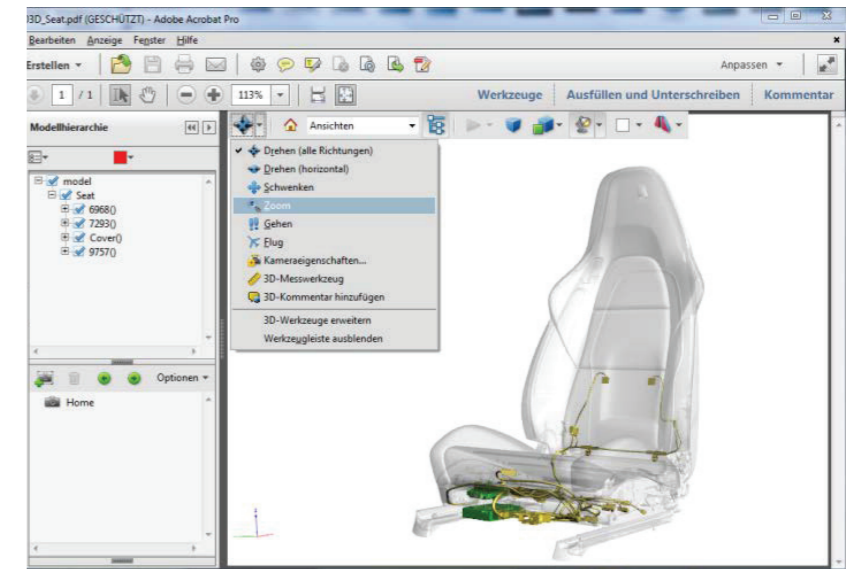 3D_Seat.pdf (GESCHÜTZT) - Adobe Acrobat Pro
Bearbeiten Anzeige Fenster Hilfe
Erstellen Anpassen
1 / 1 113% Werkzeuge Ausfüllen und Unterschreiben Kommentar
Modellhierarchie Ansichten
model
Seat
6968()
7293()
Cover()
9757()
Drehen (alle Richtungen)
Drehen (horizontal)
Schwenken
Zoom
Gehen
Flug
Kameraeigenschaften...
3D-Messwerkzeug
3D-Kommentar hinzufügen
3D-Werkzeuge erweitern
Werkzeugleiste ausblenden
Optionen
Home